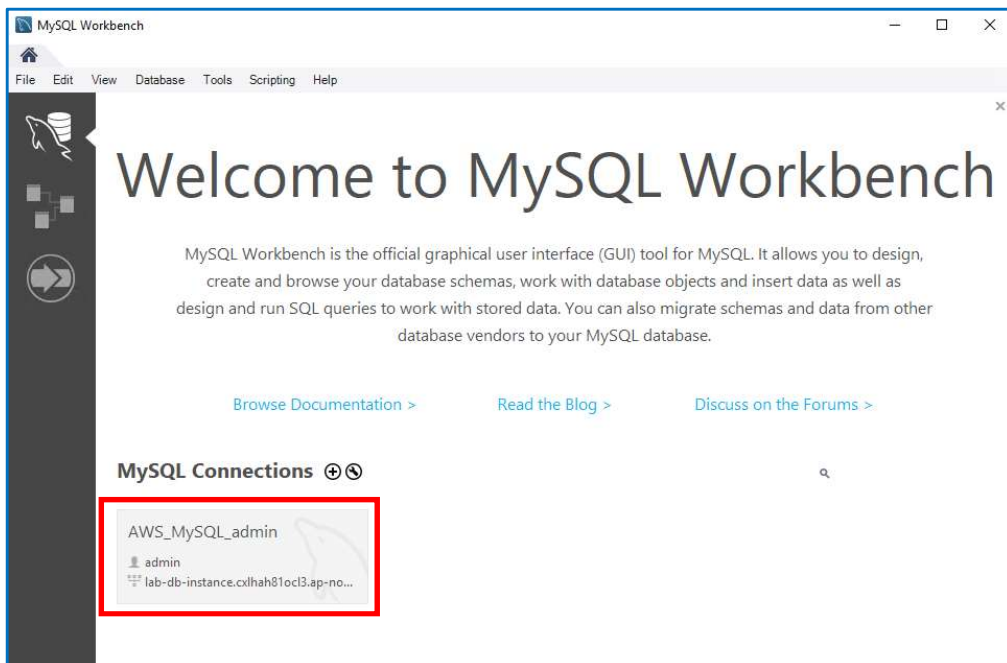 MySQL Workbench
File Edit View Database Tools Scripting Help
Welcome to MySQL Workbench
MySQL Workbench is the official graphical user interface (GUI) tool for MySQL. It allows you to design,
create and browse your database schemas, work with database objects and insert data as well as
design and run SQL queries to work with stored data. You can also migrate schemas and data from other
database vendors to your MySQL database.
Browse Documentation > Read the Blog > Discuss on the Forums >
MySQL Connections
AWS_MySQL_admin
admin
lab-db-instance.cxlhah81ocl3.ap-no...